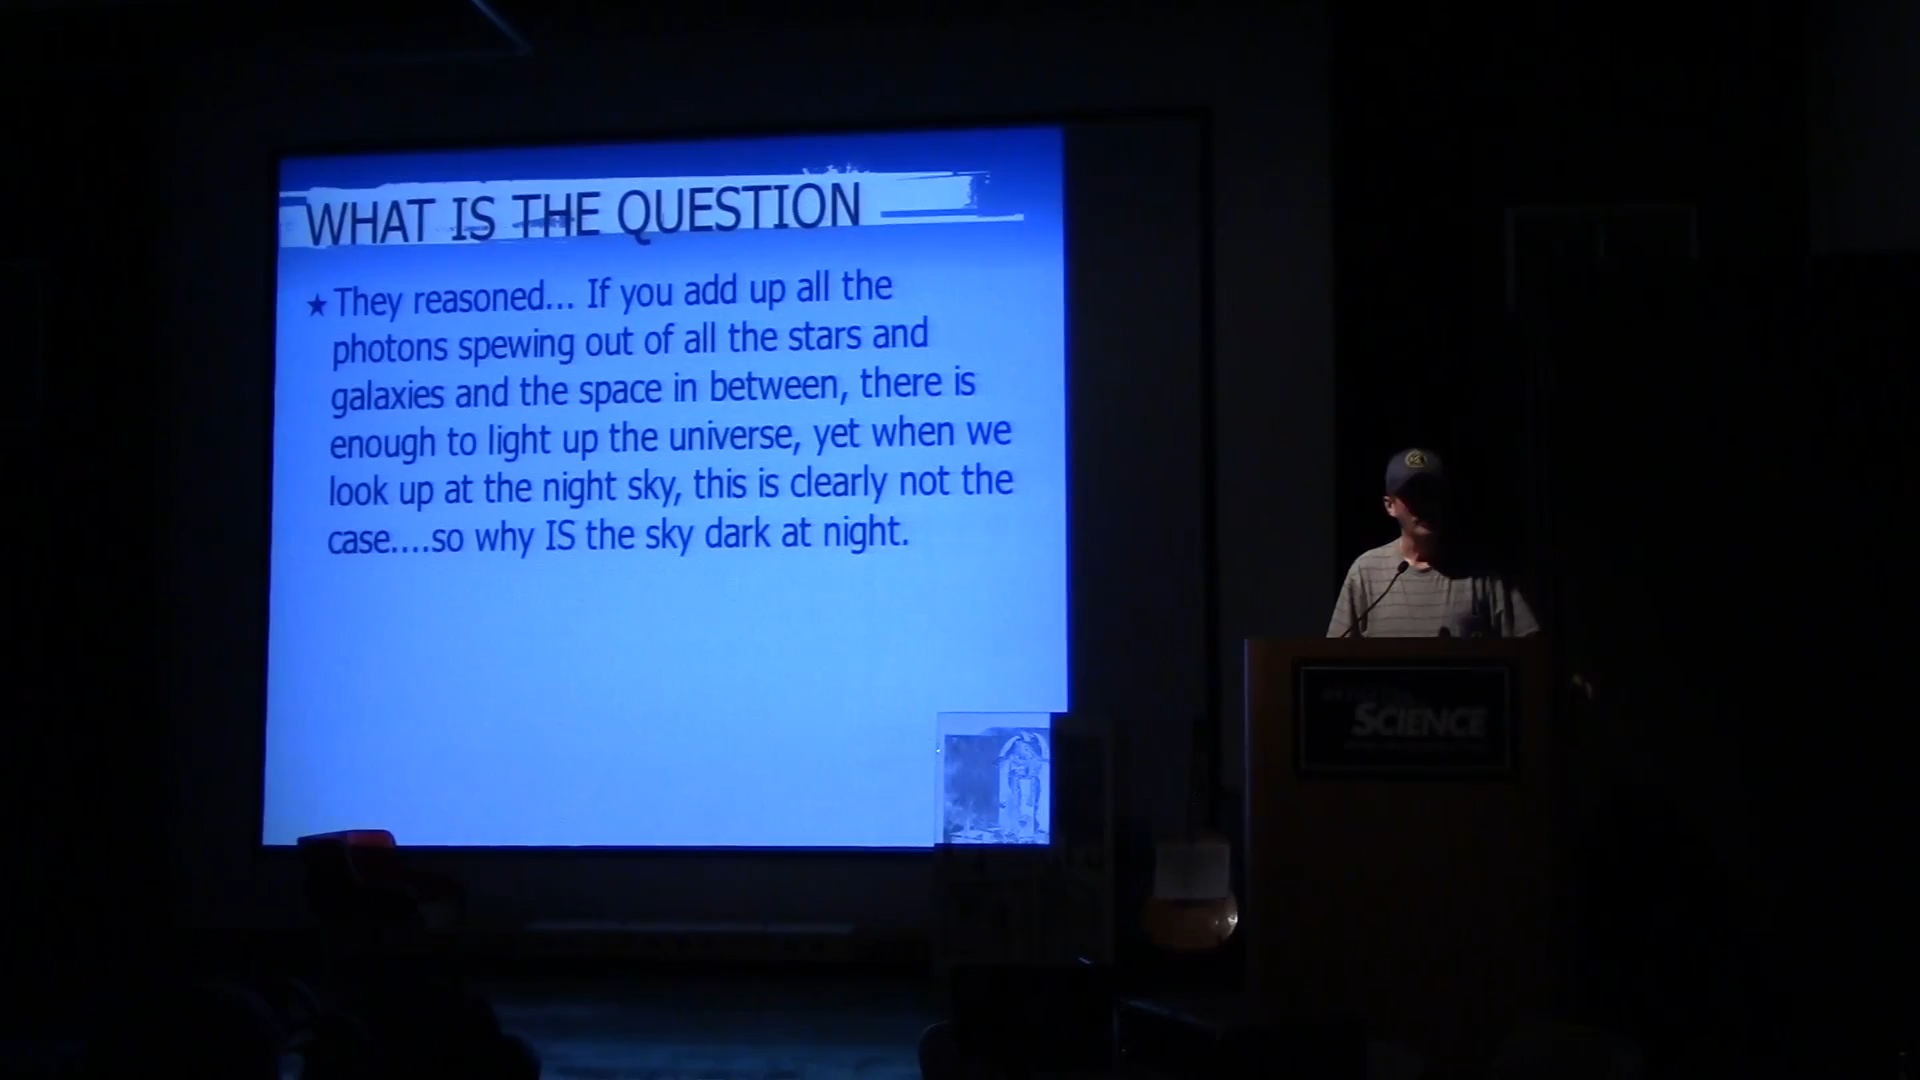 WHAT IS THE QUESTION
★ They reasoned... If you add up all the
photons spewing out of all the stars and
galaxies and the space in between, there is
enough to light up the universe, yet when we
look up at the night sky, this is clearly not the
case....so why IS the sky dark at night.
SCIENCE